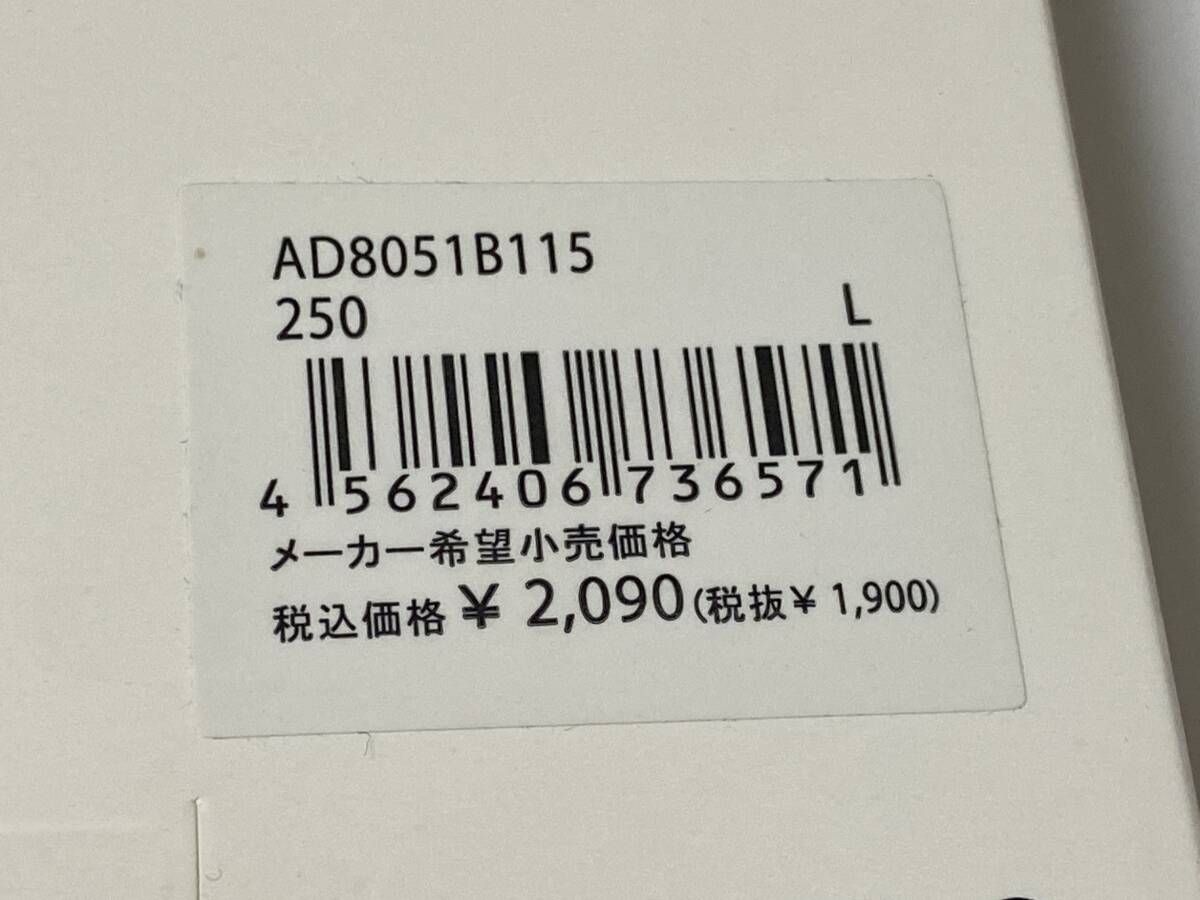 AD8051B115
250 L
4 562406 736571
メーカー希望小売価格
税込価格 ¥ 2,090 (税抜¥ 1,900)